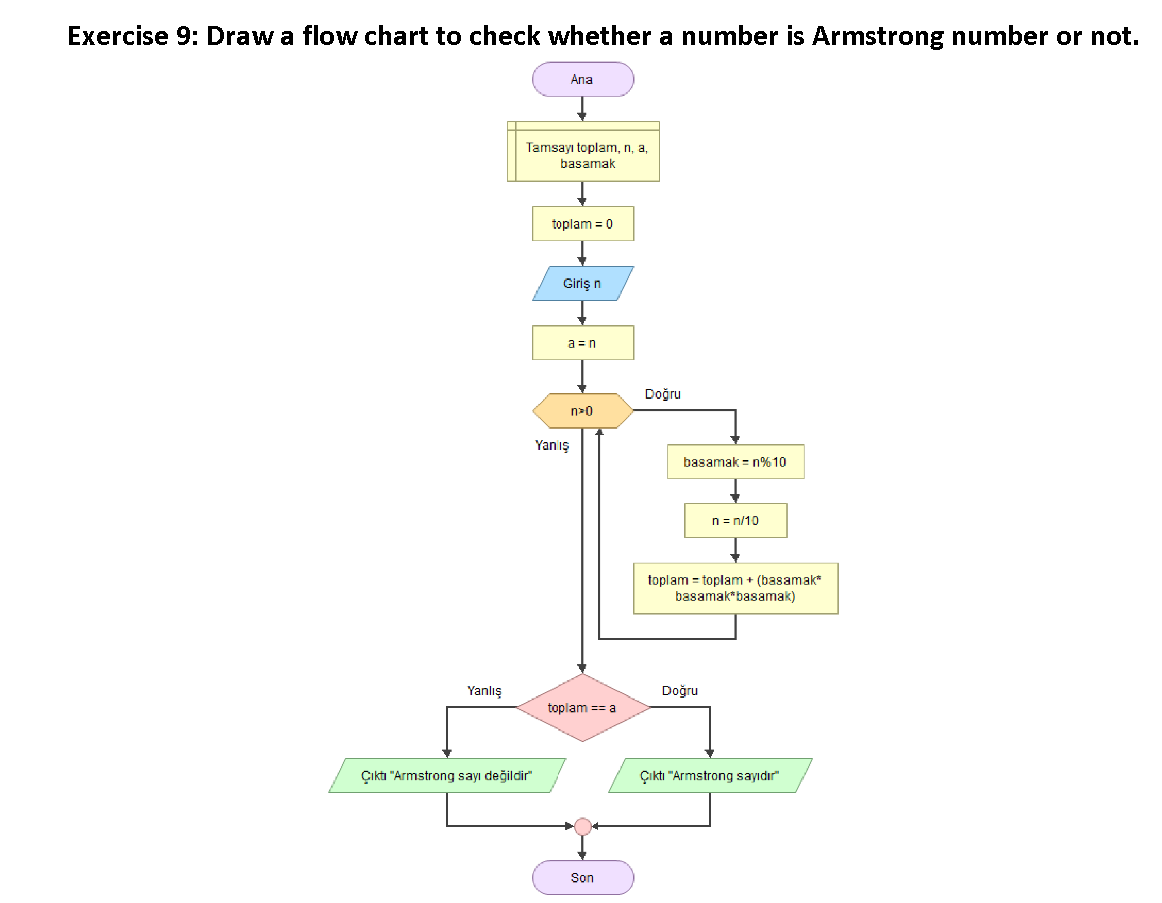 Exercise 9: Draw a flow chart to check whether a number is Armstrong number or not.
Ana
Tamsayı toplam, n, a,
basamak
toplam = 0
Giriş n
a = n
n>0
Doğru
Yanlış
basamak = n%10
n = n/10
toplam = toplam + (basamak*
basamak*basamak)
Yanlış
toplam == a
Doğru
Çıktı "Armstrong sayı değildir"
Çıktı "Armstrong sayıdır"
Son